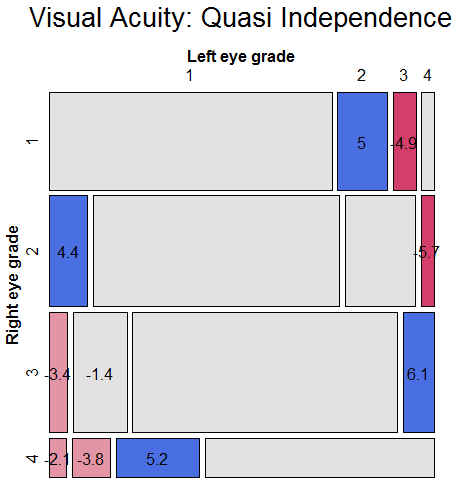 Visual Acuity: Quasi Independence
Left eye grade
1 2 3 4
Right eye grade
1 5 -4.9
2 4.4 -5.7
3 -3.4 -1.4 6.1
4 -2.1 -3.8 5.2